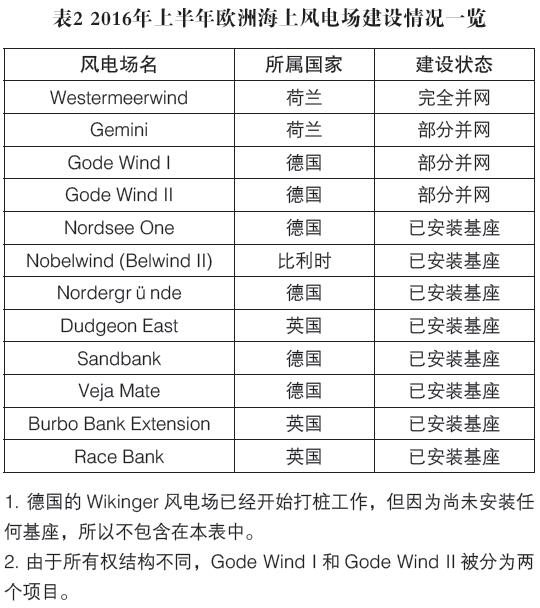 表2 2016年上半年欧洲海上风电场建设情况一览
风电场名 所属国家 建设状态
Westermeerwind 荷兰 完全并网
Gemini 荷兰 部分并网
Gode Wind I 德国 部分并网
Gode Wind II 德国 部分并网
Nordsee One 德国 已安装基座
Nobelwind (Belwind II) 比利时 已安装基座
Nordergr ü nde 德国 已安装基座
Dudgeon East 英国 已安装基座
Sandbank 德国 已安装基座
Veja Mate 德国 已安装基座
Burbo Bank Extension 英国 已安装基座
Race Bank 英国 已安装基座
1. 德国的 Wikinger 风电场已经开始打桩工作，但因为尚未安装任
何基座，所以不包含在本表中。
2. 由于所有权结构不同，Gode Wind I 和 Gode Wind II 被分为两
个项目。